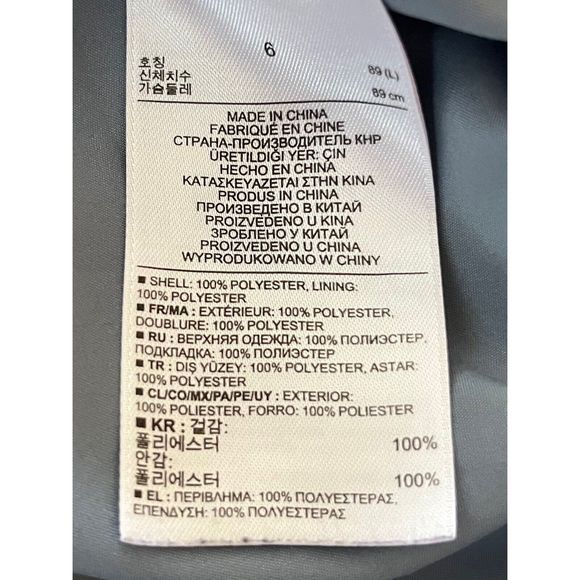 6
호칭
신체치수 89 (L)
가슴둘레 89 cm
MADE IN CHINA
FABRIQUÉ EN CHINE
СТРАНА-ПРОИЗВОДИТЕЛЬ КНР
ÜRETİLDİĞİ YER: ÇİN
HECHO EN CHINA
ΚΑΤΑΣΚΕΥΑΖΕΤΑΙ ΣΤΗΝ ΚΙΝΑ
PRODUS IN CHINA
ПРОИЗВЕДЕНО В КИТАЙ
PROIZVEDENO U KINA
ЗРОБЛЕНО У КИТАЙ
PROIZVEDENO U CHINA
WYPRODUKOWANO W CHINY
■ SHELL: 100% POLYESTER, LINING:
100% POLYESTER
■ FR/MA : EXTÉRIEUR: 100% POLYESTER,
DOUBLURE: 100% POLYESTER
■ RU : ВЕРХНЯЯ ОДЕЖДА: 100% ПОЛИЭСТЕР,
ПОДКЛАДКА: 100% ПОЛИЭСТЕР
■ TR : DIŞ YÜZEY: 100% POLYESTER, ASTAR:
100% POLYESTER
■ CL/CO/MX/PA/PE/UY : EXTERIOR:
100% POLIESTER, FORRO: 100% POLIESTER
■ KR : 겉감:
폴리에스터 100%
안감:
폴리에스터 100%
■ EL : ΠΕΡΙΒΛΗΜΑ: 100% ΠΟΛΥΕΣΤΕΡΑΣ,
ΕΠΕΝΔΥΣΗ: 100% ΠΟΛΥΕΣΤΕΡΑΣ